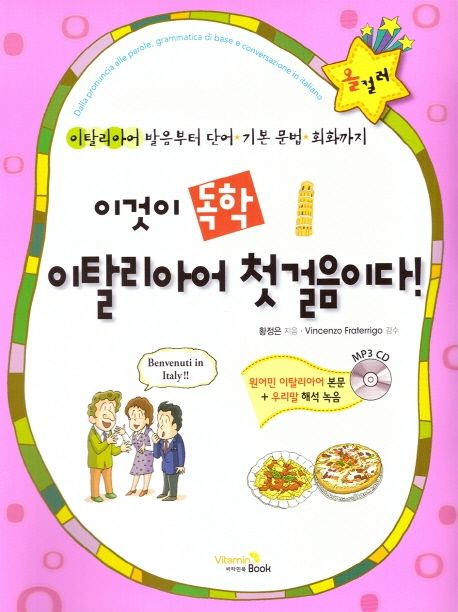 Dalla pronuncia alle parole, grammatica di base e conversazione in italiano
올컬러
이탈리아어 발음부터 단어★기본 문법★회화까지
이것이 독학
이탈리아어 첫걸음이다!
황정은 지음 · Vincenzo Fraterrigo 감수
MP3 CD
원어민 이탈리아어 본문
+ 우리말 해석 녹음
Benvenuti in
Italy!!
Vitamin
비타민북 Book